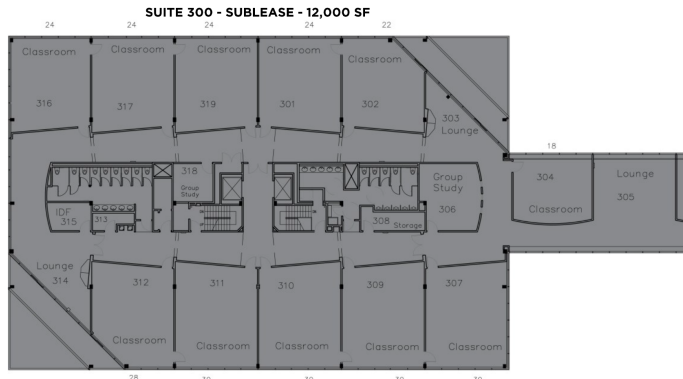 SUITE 300 - SUBLEASE - 12,000 SF
24 24 24 24 22
Classroom Classroom Classroom Classroom Classroom
316 317 319 301 302
303
Lounge
18
318
Group
Study
Group
Study
306
304
Classroom
Lounge
305
IDF
315
313
308
Storage
Lounge
314
312 311 310 309 307
Classroom Classroom Classroom Classroom Classroom
28